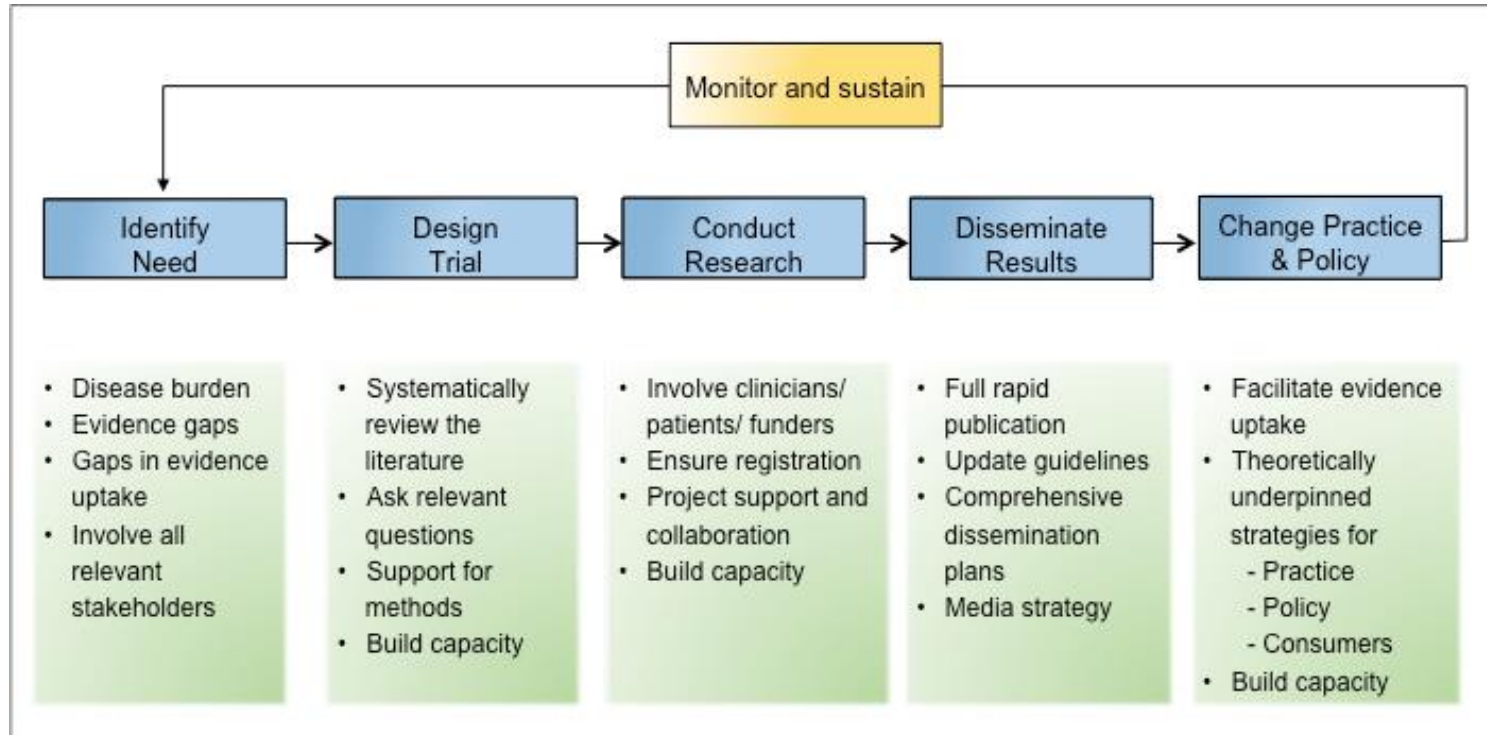 Monitor and sustain
Identify
Need
Design
Trial
Conduct
Research
Disseminate
Results
Change Practice
& Policy
• Disease burden
• Evidence gaps
• Gaps in evidence
uptake
• Involve all
relevant
stakeholders
• Systematically
review the
literature
• Ask relevant
questions
• Support for
methods
• Build capacity
• Involve clinicians/
patients/ funders
• Ensure registration
• Project support and
collaboration
• Build capacity
• Full rapid
publication
• Update guidelines
• Comprehensive
dissemination
plans
• Media strategy
• Facilitate evidence
uptake
• Theoretically
underpinned
strategies for
- Practice
- Policy
- Consumers
• Build capacity